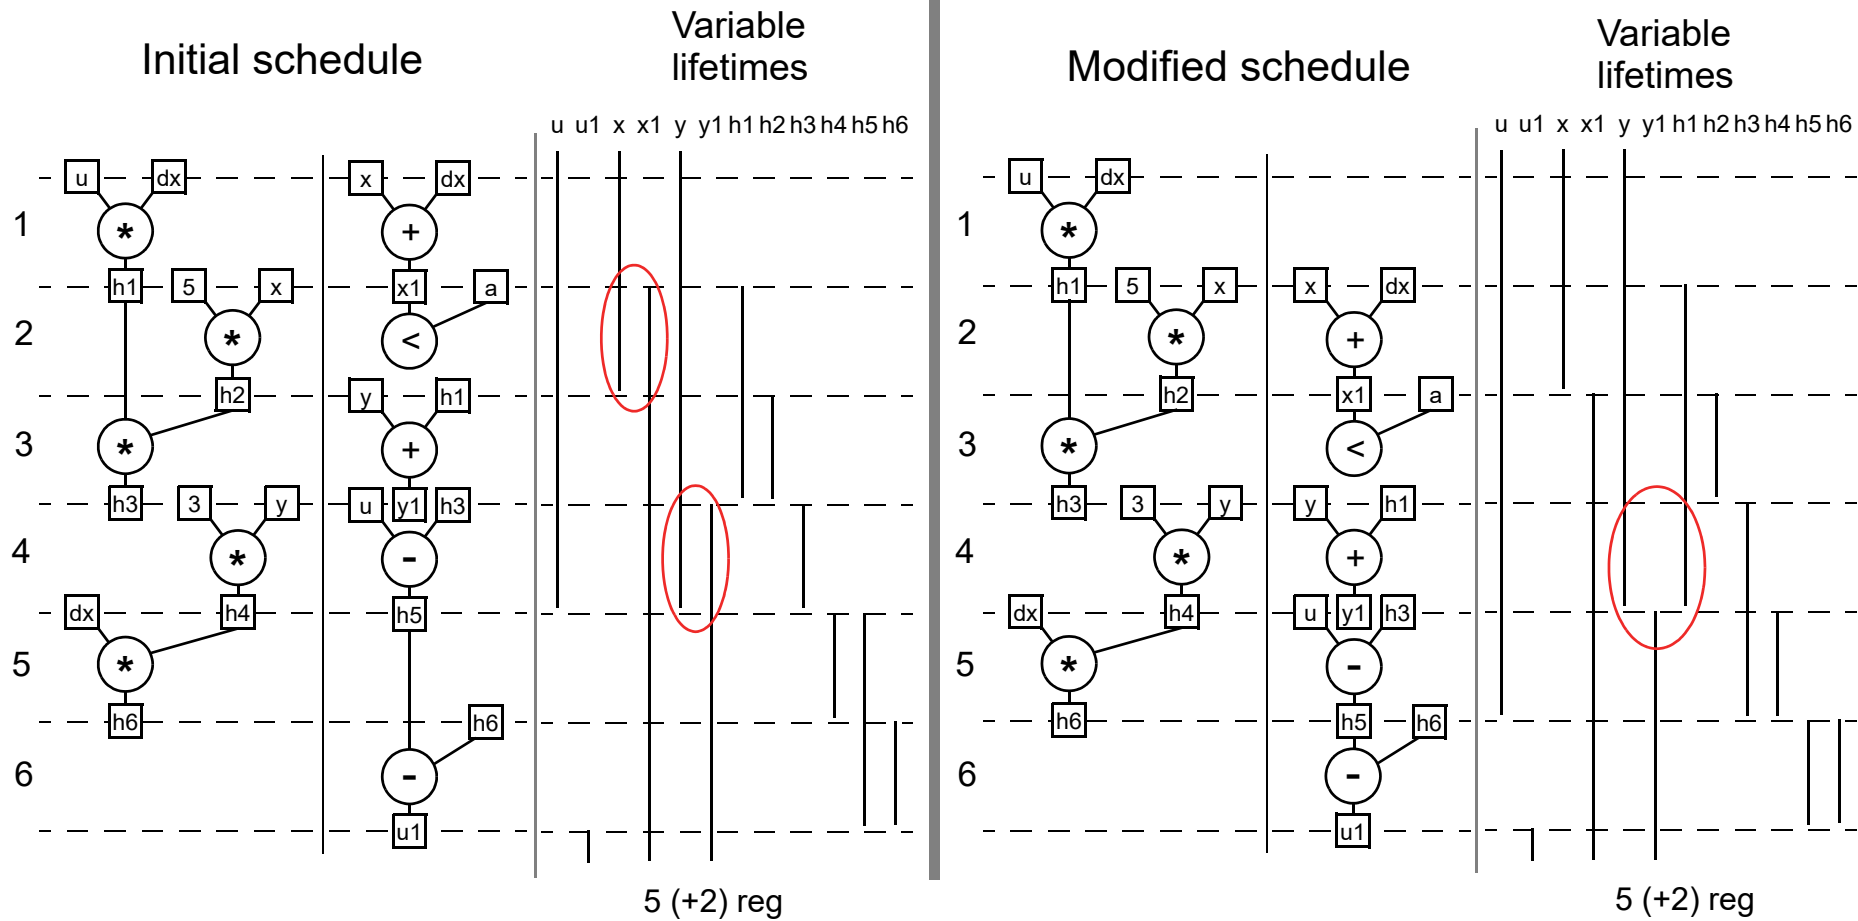 Initial schedule
Variable
lifetimes
u u1 x x1 y y1 h1 h2 h3 h4 h5 h6
u dx x dx
1 * +
h1 5 x x1 a
2 * <
h2 y h1
3 * +
h3 3 y u y1 h3
4 * -
dx h4 h5
5 *
h6 h6
6 -
u1
5 (+2) reg
Modified schedule
Variable
lifetimes
u u1 x x1 y y1 h1 h2 h3 h4 h5 h6
u dx
1 *
h1 5 x x dx
2 * +
h2 x1 a
3 * <
h3 3 y y h1
4 * +
dx h4 u y1 h3
5 * -
h6 h5 h6
6 -
u1
5 (+2) reg